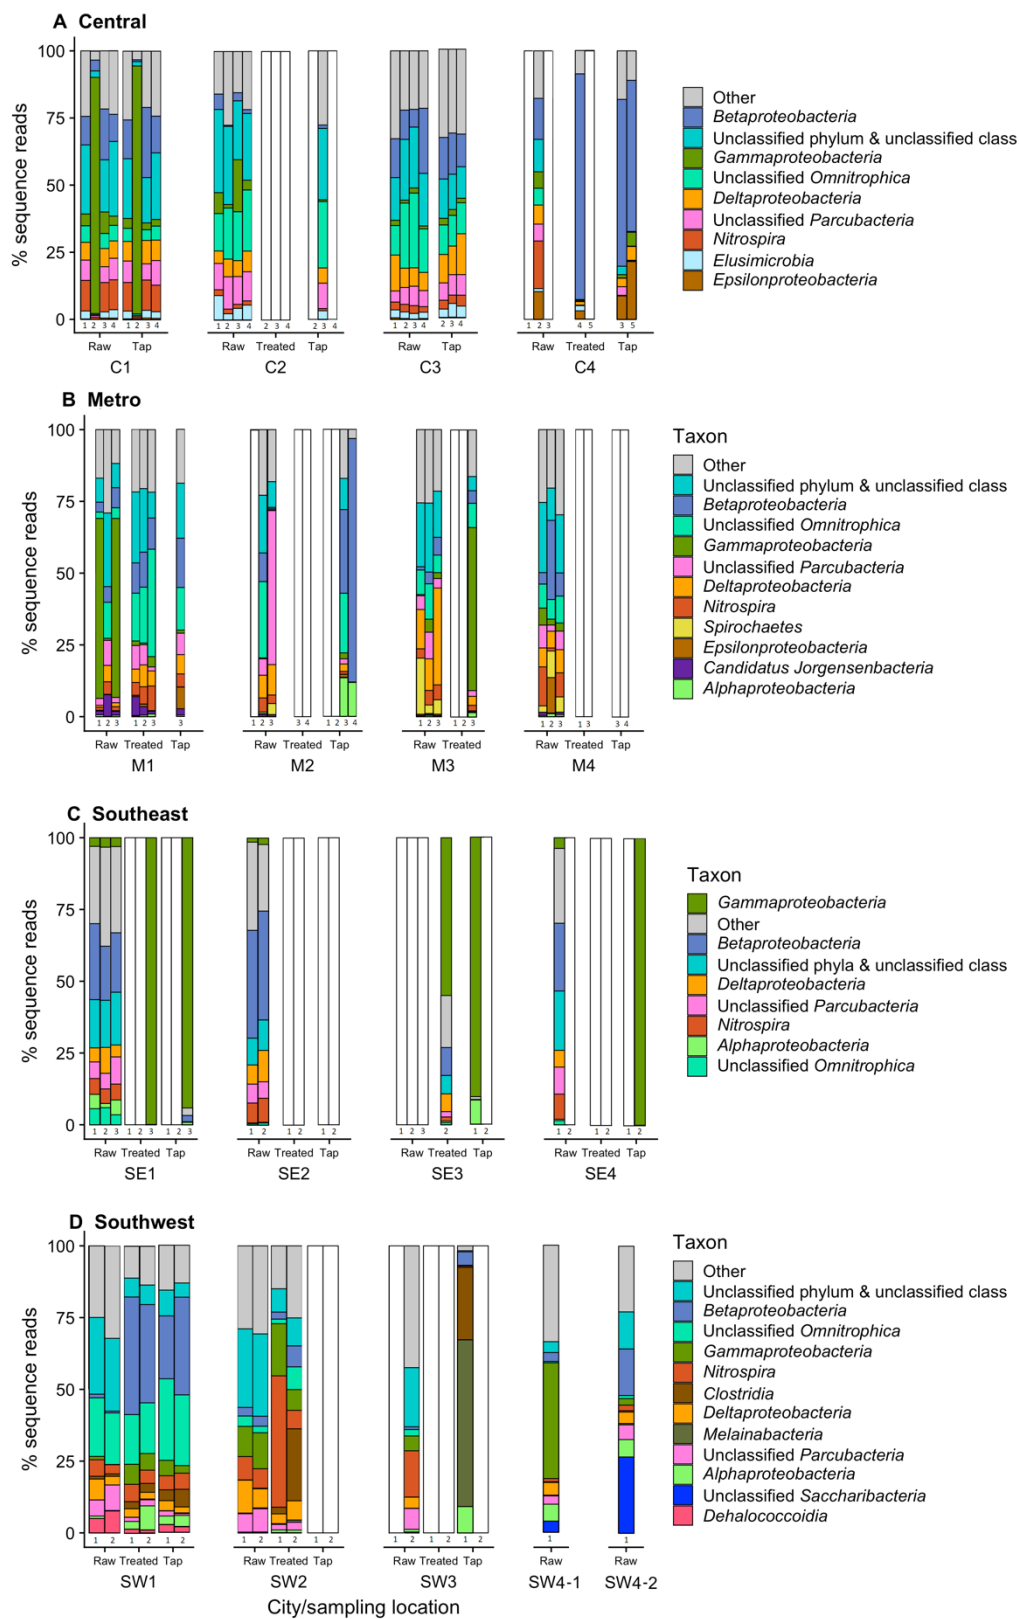 A Central
% sequence reads
100
75
50
25
0
1 2 3 4 1 2 3 4
1 2 3 4 2 3 4 2 3 4
1 2 3 4 1 2 3 4
1 2 3 4 5 3 5
Raw Tap Raw Treated Tap Raw Tap Raw Treated Tap
C1 C2 C3 C4
Other
Betaproteobacteria
Unclassified phylum & unclassified class
Gammaproteobacteria
Unclassified Omnitrophica
Deltaproteobacteria
Unclassified Parcubacteria
Nitrospira
Elusimicrobia
Epsilonproteobacteria
B Metro
% sequence reads
100
75
50
25
0
1 2 3 1 2 3 3
1 2 3 3 4 1 2 3 4
1 2 3 1 2 3
1 2 3 1 3 3 4
Raw Treated Tap Raw Treated Tap Raw Treated Raw Treated Tap
M1 M2 M3 M4
Taxon
Other
Unclassified phylum & unclassified class
Betaproteobacteria
Unclassified Omnitrophica
Gammaproteobacteria
Unclassified Parcubacteria
Deltaproteobacteria
Nitrospira
Spirochaetes
Epsilonproteobacteria
Candidatus Jorgensenbacteria
Alphaproteobacteria
C Southeast
% sequence reads
100
75
50
25
0
1 2 3 1 2 3 1 2 3
1 2 1 2 1 2
1 2 3 2 1 2
1 2 1 2 1 2
Raw Treated Tap Raw Treated Tap Raw Treated Tap Raw Treated Tap
SE1 SE2 SE3 SE4
Taxon
Gammaproteobacteria
Other
Betaproteobacteria
Unclassified phyla & unclassified class
Deltaproteobacteria
Unclassified Parcubacteria
Nitrospira
Alphaproteobacteria
Unclassified Omnitrophica
D Southwest
% sequence reads
100
75
50
25
0
1 2 1 2 1 2
1 2 1 2 1 2
1 2 1 2 1 2
1
1
Raw Treated Tap Raw Treated Tap Raw Treated Tap Raw Raw
SW1 SW2 SW3 SW4-1 SW4-2
City/sampling location
Taxon
Other
Unclassified phylum & unclassified class
Betaproteobacteria
Unclassified Omnitrophica
Gammaproteobacteria
Nitrospira
Clostridia
Deltaproteobacteria
Melainabacteria
Unclassified Parcubacteria
Alphaproteobacteria
Unclassified Saccharibacteria
Dehalococcoidia